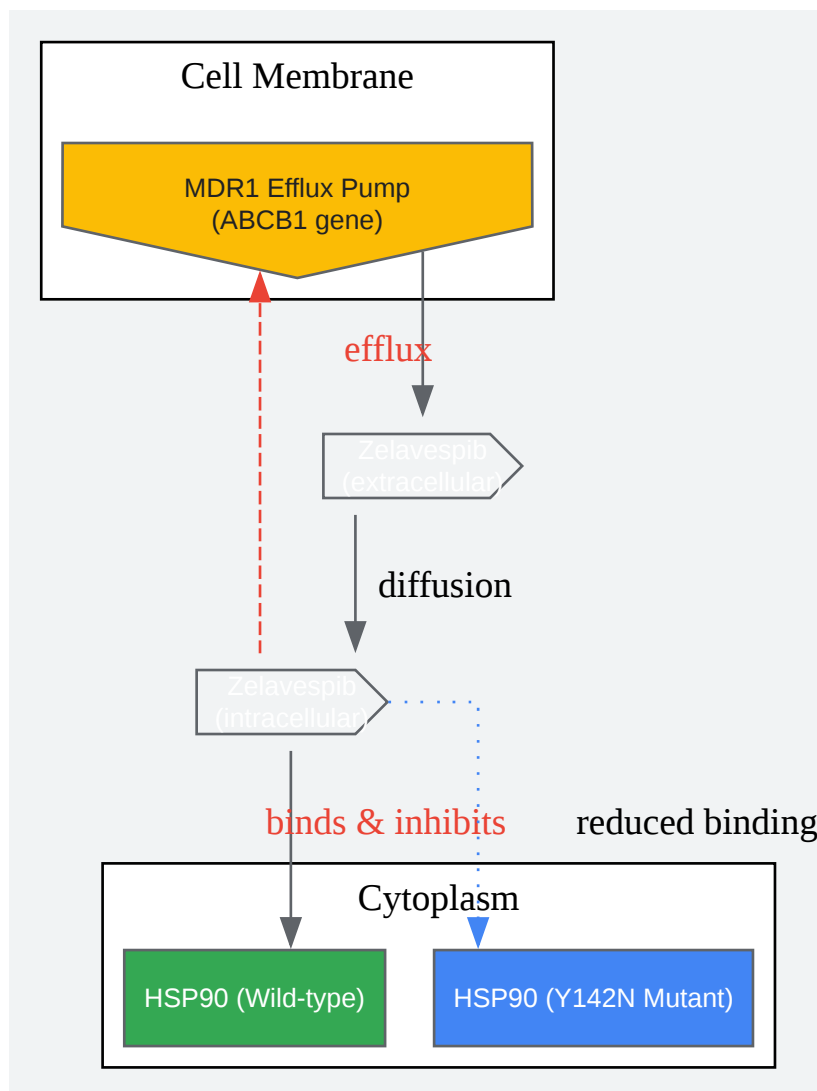 Cell Membrane
MDR1 Efflux Pump
(ABCB1 gene)
efflux
Zelavespib
(extracellular)
diffusion
Zelavespib
(intracellular)
binds & inhibits
reduced binding
Cytoplasm
HSP90 (Wild-type)
HSP90 (Y142N Mutant)